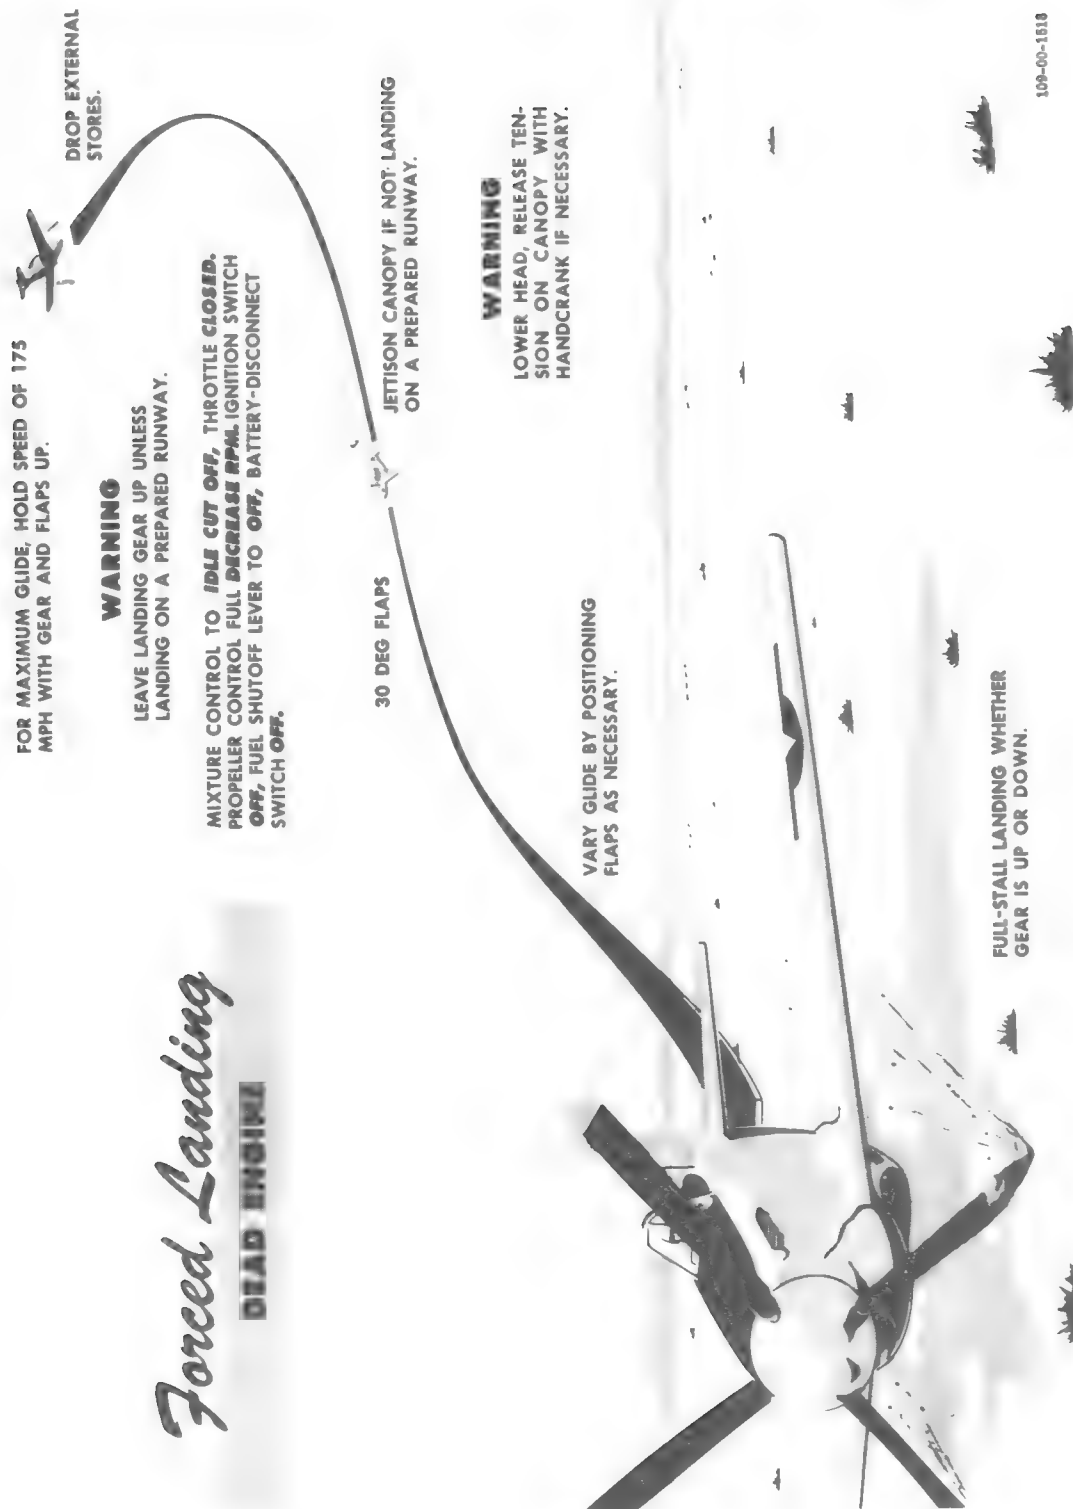 Forced Landing
DEAD ENGINE
FOR MAXIMUM GLIDE, HOLD SPEED OF 175
MPH WITH GEAR AND FLAPS UP.
DROP EXTERNAL
STORES.
WARNING
LEAVE LANDING GEAR UP UNLESS
LANDING ON A PREPARED RUNWAY.
MIXTURE CONTROL TO IDLE CUT OFF, THROTTLE CLOSED.
PROPELLER CONTROL FULL DECREASE RPM, IGNITION SWITCH
OFF, FUEL SHUTOFF LEVER TO OFF, BATTERY-DISCONNECT
SWITCH OFF.
30 DEG FLAPS
JETTISON CANOPY IF NOT LANDING
ON A PREPARED RUNWAY.
WARNING
LOWER HEAD, RELEASE TEN-
SION ON CANOPY WITH
HANDCRANK IF NECESSARY.
VARY GLIDE BY POSITIONING
FLAPS AS NECESSARY.
FULL-STALL LANDING WHETHER
GEAR IS UP OR DOWN.
109-00-1518